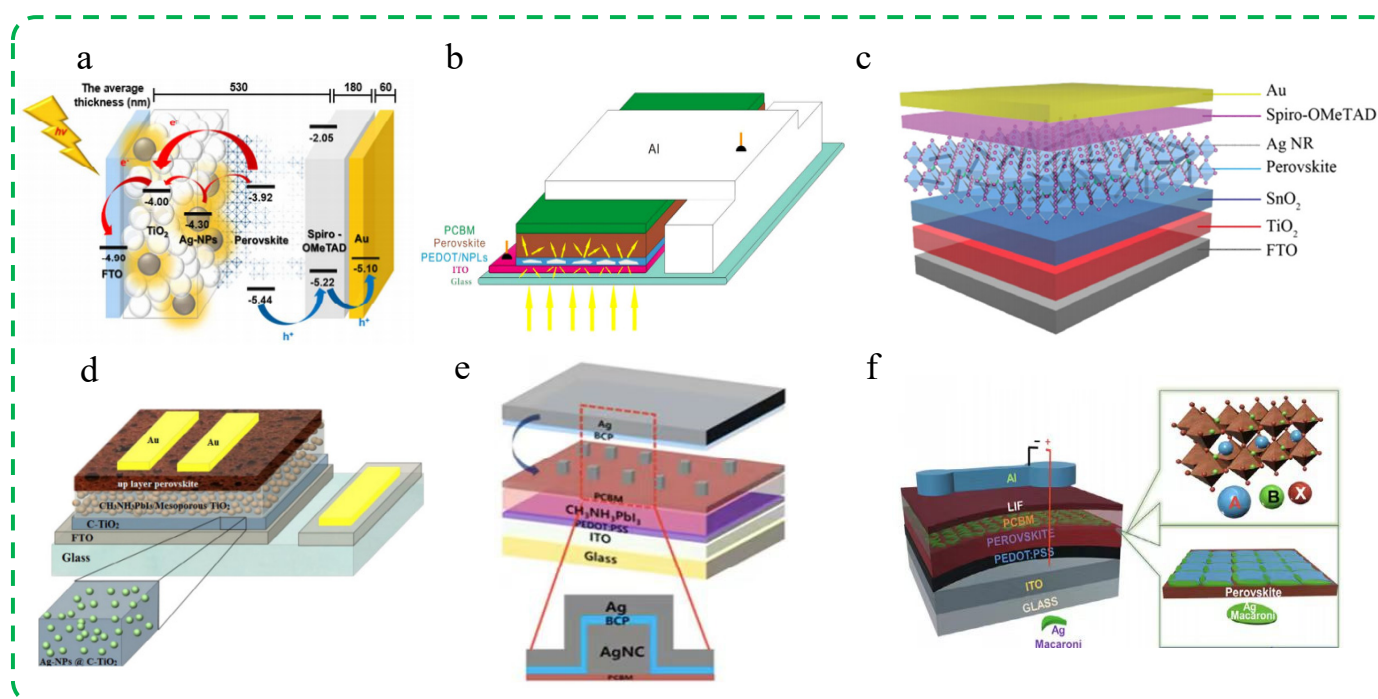 a
The average
thickness (nm)
530
180
60
hv
e-
e-
-2.05
-3.92
-4.00
TiO2
-4.30
Ag-NPs
Perovskite
Spiro -
OMeTAD
Au
-4.90
FTO
-5.10
-5.22
-5.44
h+
h+
b
Al
PCBM
Perovskite
PEDOT/NPLs
ITO
Glass
c
Au
Spiro-OMeTAD
Ag NR
Perovskite
SnO2
TiO2
FTO
d
Au
Au
up layer perovskite
CH3NH3PbI3 Mesoporous TiO2
C-TiO2
FTO
Glass
Ag-NPs @ C-TiO2
e
Ag
BCP
PCBM
CH3NH3PbI3
PEDOT:PSS
ITO
Glass
Ag
BCP
AgNC
PCBM
f
- +
Al
LIF
PCBM
PEROVSKITE
PEDOT:PSS
ITO
GLASS
Ag
Macaroni
A
B
X
Perovskite
Ag
Macaroni